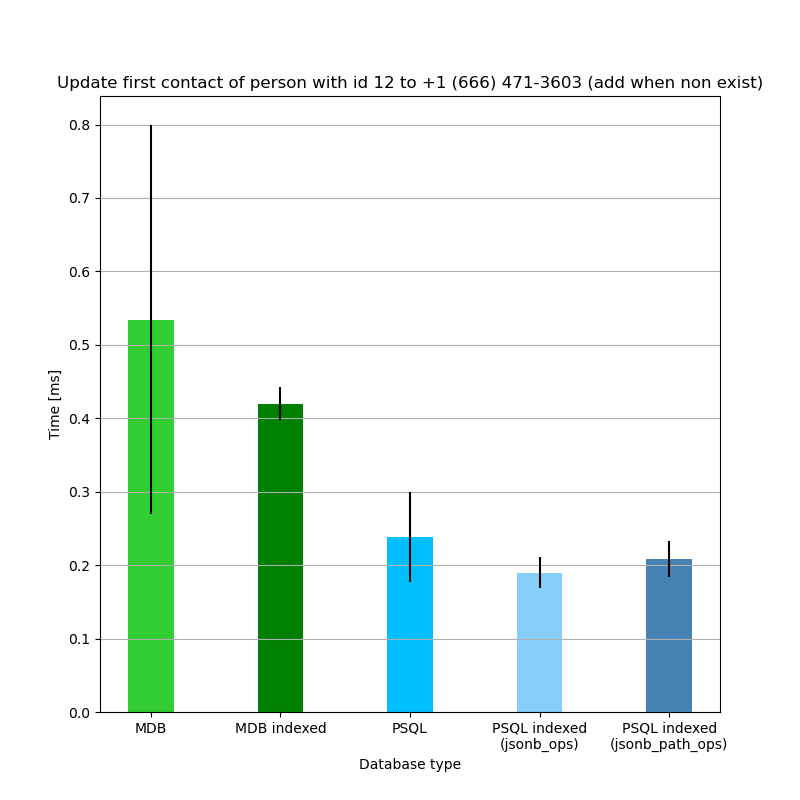 Update first contact of person with id 12 to +1 (666) 471-3603 (add when non exist)
0.8
0.7
0.6
0.5
0.4
0.3
0.2
0.1
0.0
Time [ms]
MDB
MDB indexed
PSQL
PSQL indexed
(jsonb_ops)
PSQL indexed
(jsonb_path_ops)
Database type